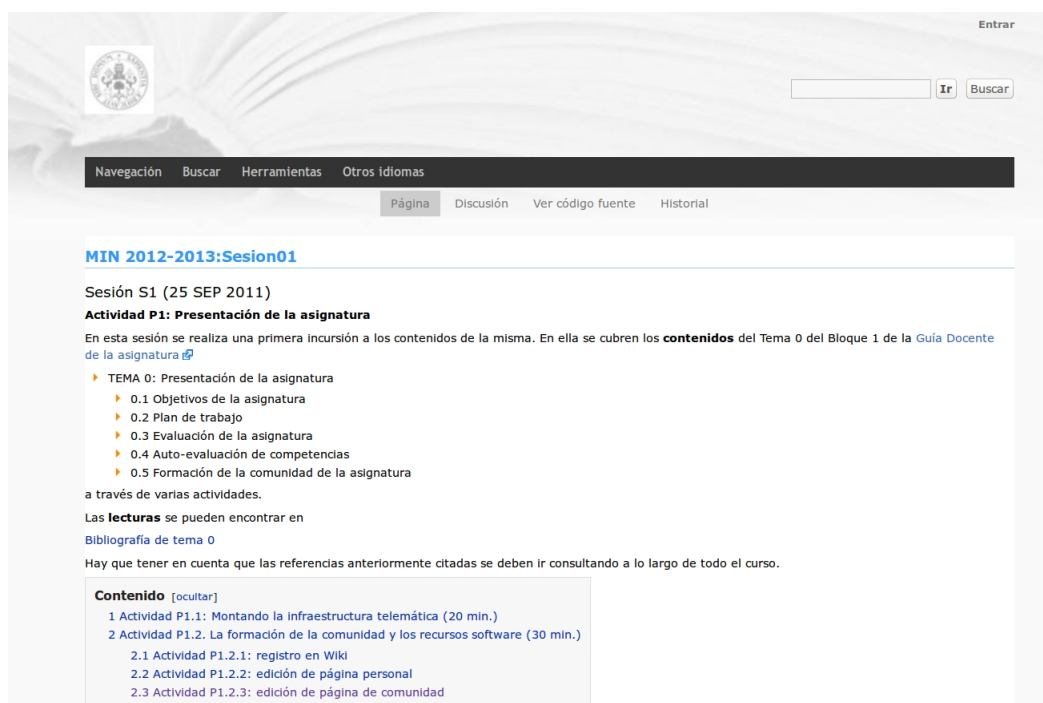 Entrar
Ir Buscar
Navegación Buscar Herramientas Otros idiomas
Página Discusión Ver código fuente Historial
MIN 2012-2013:Sesion01
Sesión S1 (25 SEP 2011)
Actividad P1: Presentación de la asignatura
En esta sesión se realiza una primera incursión a los contenidos de la misma. En ella se cubren los contenidos del Tema 0 del Bloque 1 de la Guía Docente
de la asignatura
TEMA 0: Presentación de la asignatura
0.1 Objetivos de la asignatura
0.2 Plan de trabajo
0.3 Evaluación de la asignatura
0.4 Auto-evaluación de competencias
0.5 Formación de la comunidad de la asignatura
a través de varias actividades.
Las lecturas se pueden encontrar en
Bibliografía de tema 0
Hay que tener en cuenta que las referencias anteriormente citadas se deben ir consultando a lo largo de todo el curso.
Contenido [ocultar]
1 Actividad P1.1: Montando la infraestructura telemática (20 min.)
2 Actividad P1.2. La formación de la comunidad y los recursos software (30 min.)
2.1 Actividad P1.2.1: registro en Wiki
2.2 Actividad P1.2.2: edición de página personal
2.3 Actividad P1.2.3: edición de página de comunidad